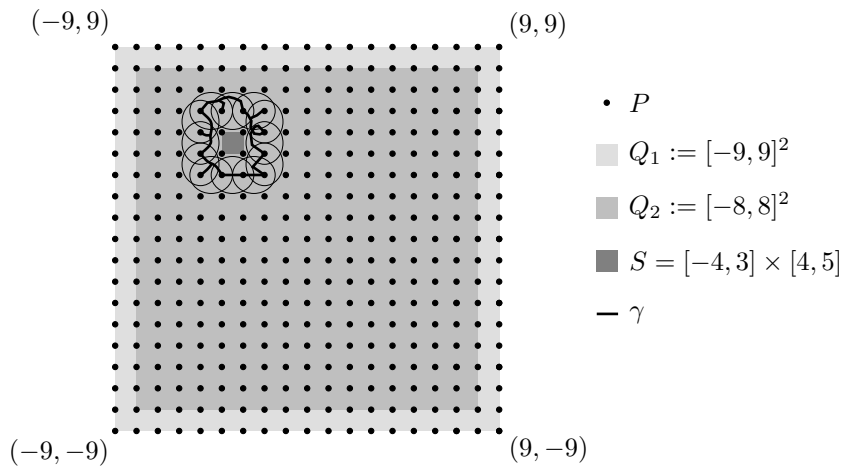 (−9, 9)
(9, 9)
P
Q₁ := [−9, 9]²
Q₂ := [−8, 8]²
S = [−4, 3] × [4, 5]
γ
(−9, −9)
(9, −9)